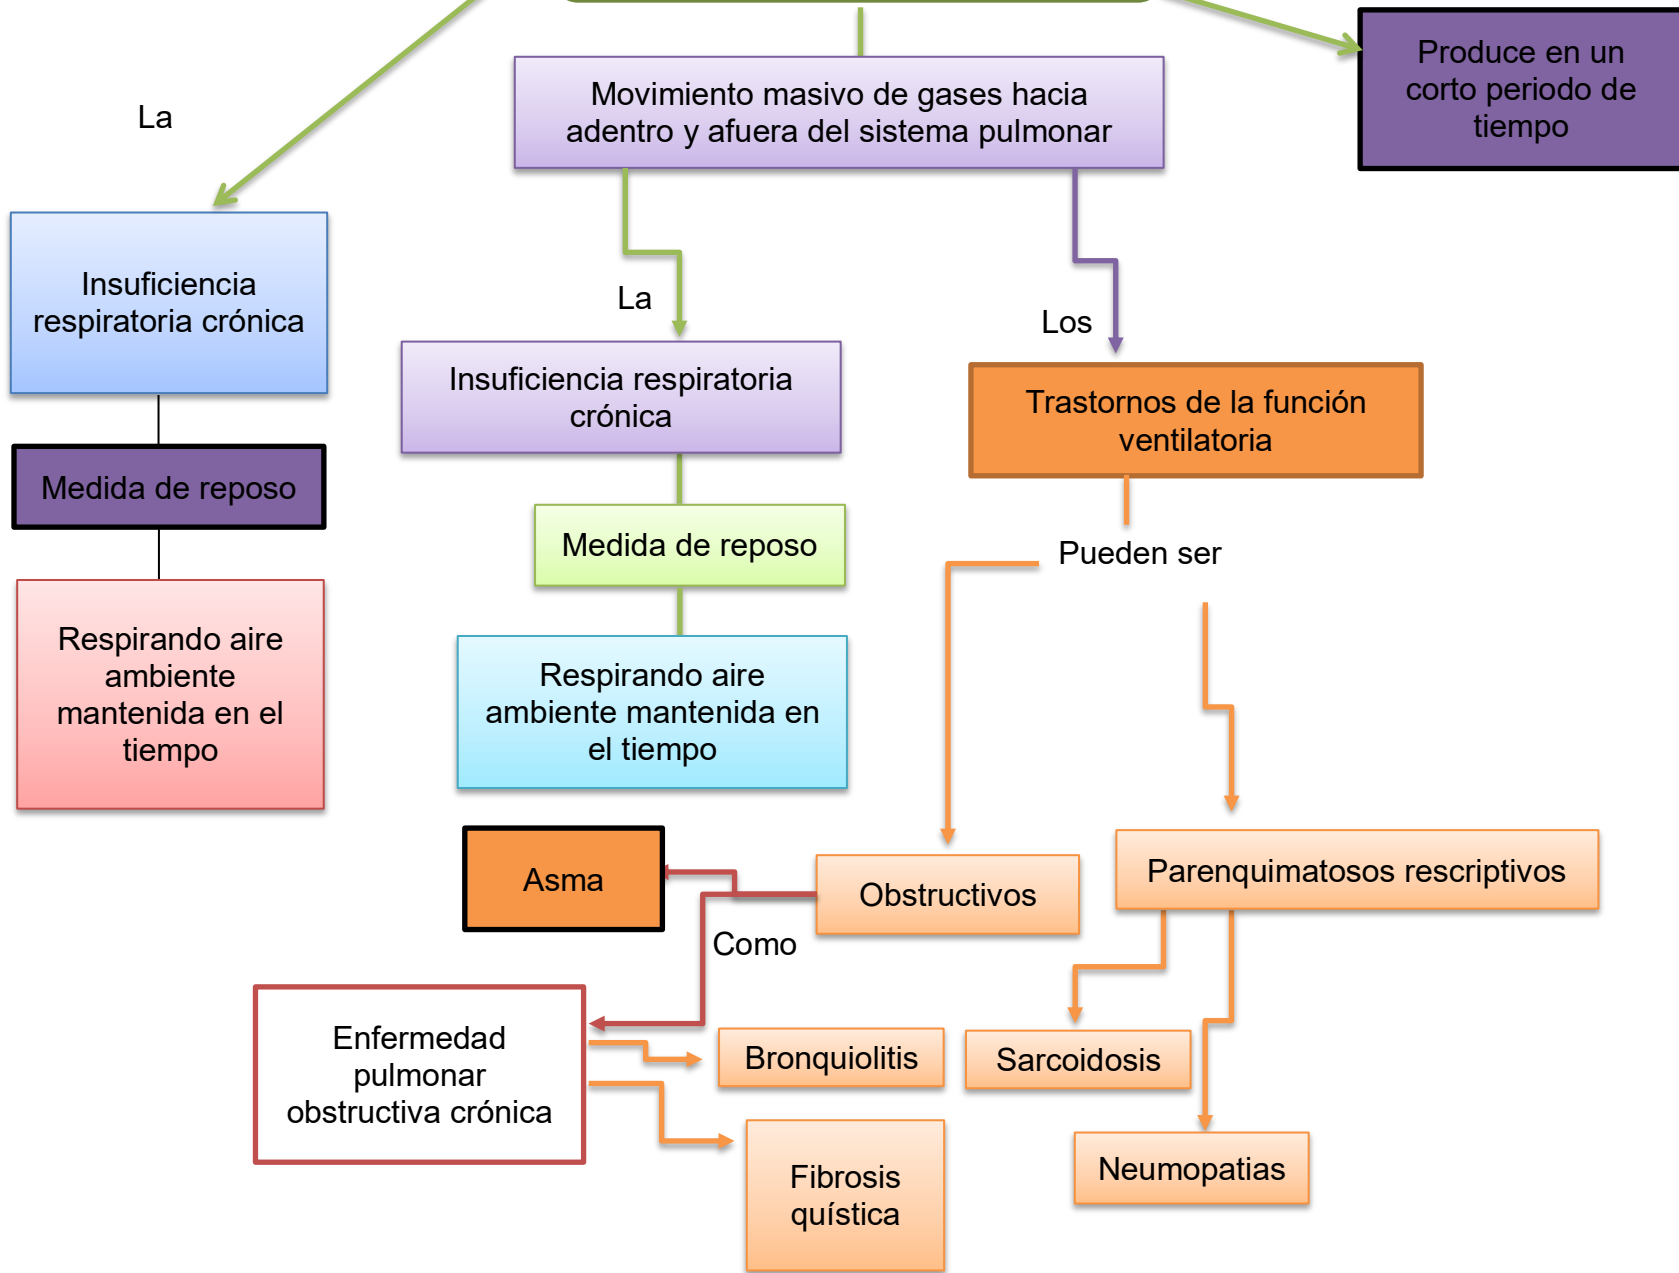 Produce en un
corto periodo de
tiempo
Movimiento masivo de gases hacia
adentro y afuera del sistema pulmonar
La
Insuficiencia
respiratoria crónica
La
Los
Insuficiencia respiratoria
crónica
Trastornos de la función
ventilatoria
Medida de reposo
Medida de reposo
Pueden ser
Respirando aire
ambiente
mantenida en el
tiempo
Respirando aire
ambiente mantenida en
el tiempo
Asma
Obstructivos
Parenquimatosos rescriptivos
Como
Enfermedad
pulmonar
obstructiva crónica
Bronquiolitis
Sarcoidosis
Fibrosis
quística
Neumopatias